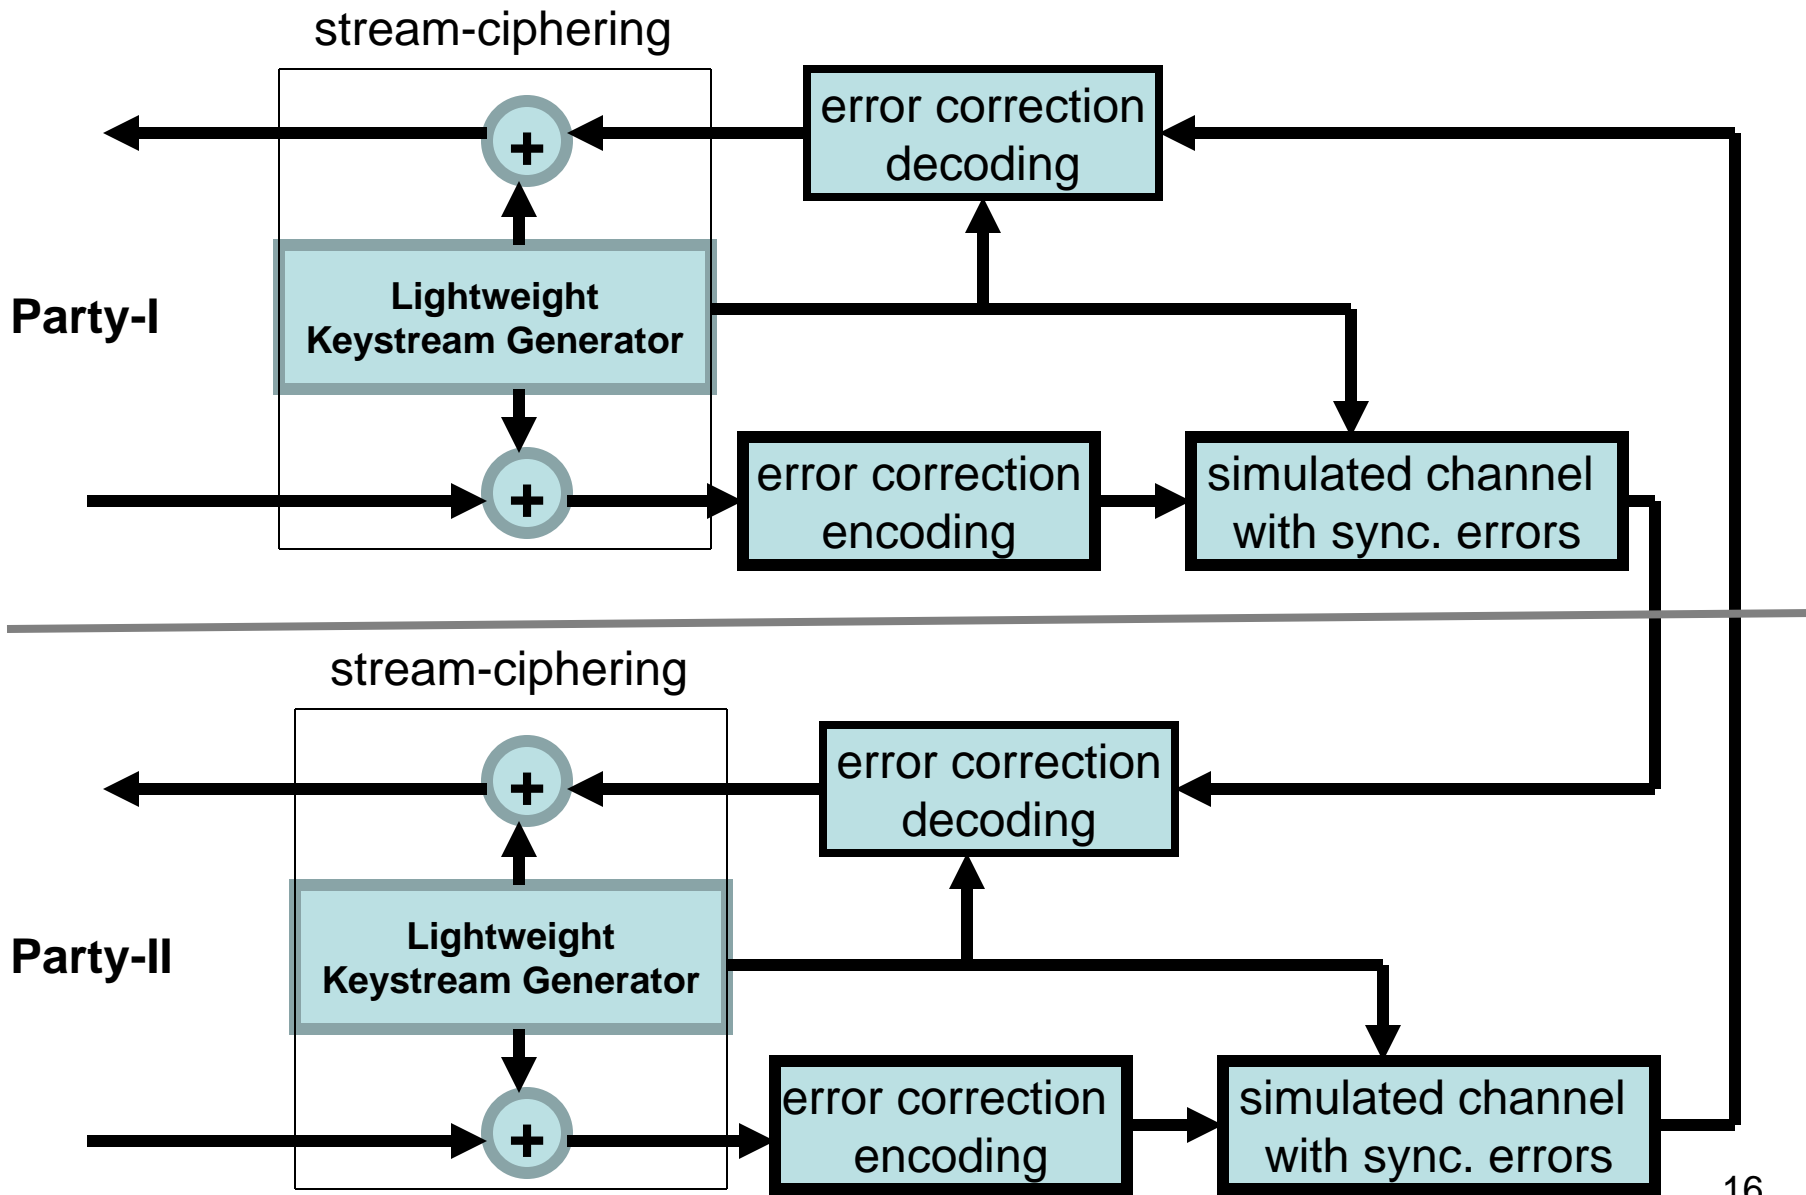 stream-ciphering
error correction
decoding
Party-I
Lightweight
Keystream Generator
error correction
encoding
simulated channel
with sync. errors
stream-ciphering
error correction
decoding
Party-II
Lightweight
Keystream Generator
error correction
encoding
simulated channel
with sync. errors
16